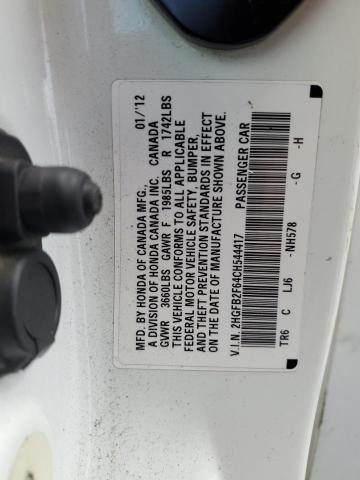 MFD. BY HONDA OF CANADA MFG., 01/'12
A DIVISION OF HONDA CANADA INC. CANADA
GVWR 3660LBS GAWR F 1985LBS R 1742LBS
THIS VEHICLE CONFORMS TO ALL APPLICABLE
FEDERAL MOTOR VEHICLE SAFETY, BUMPER,
AND THEFT PREVENTION STANDARDS IN EFFECT
ON THE DATE OF MANUFACTURE SHOWN ABOVE.
V.I.N. 2HGFB2F64CH544417 PASSENGER CAR
TR6 C LJ6 -NH578 -G -H